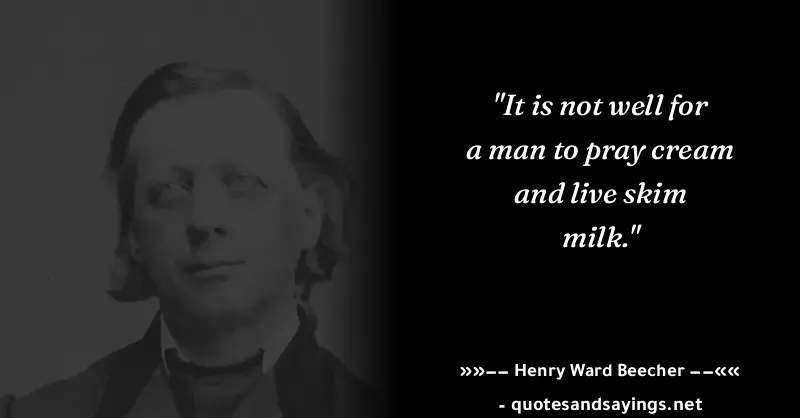 "It is not well for
a man to pray cream
and live skim
milk."
»»–– Henry Ward Beecher ––««
- quotesandsayings.net